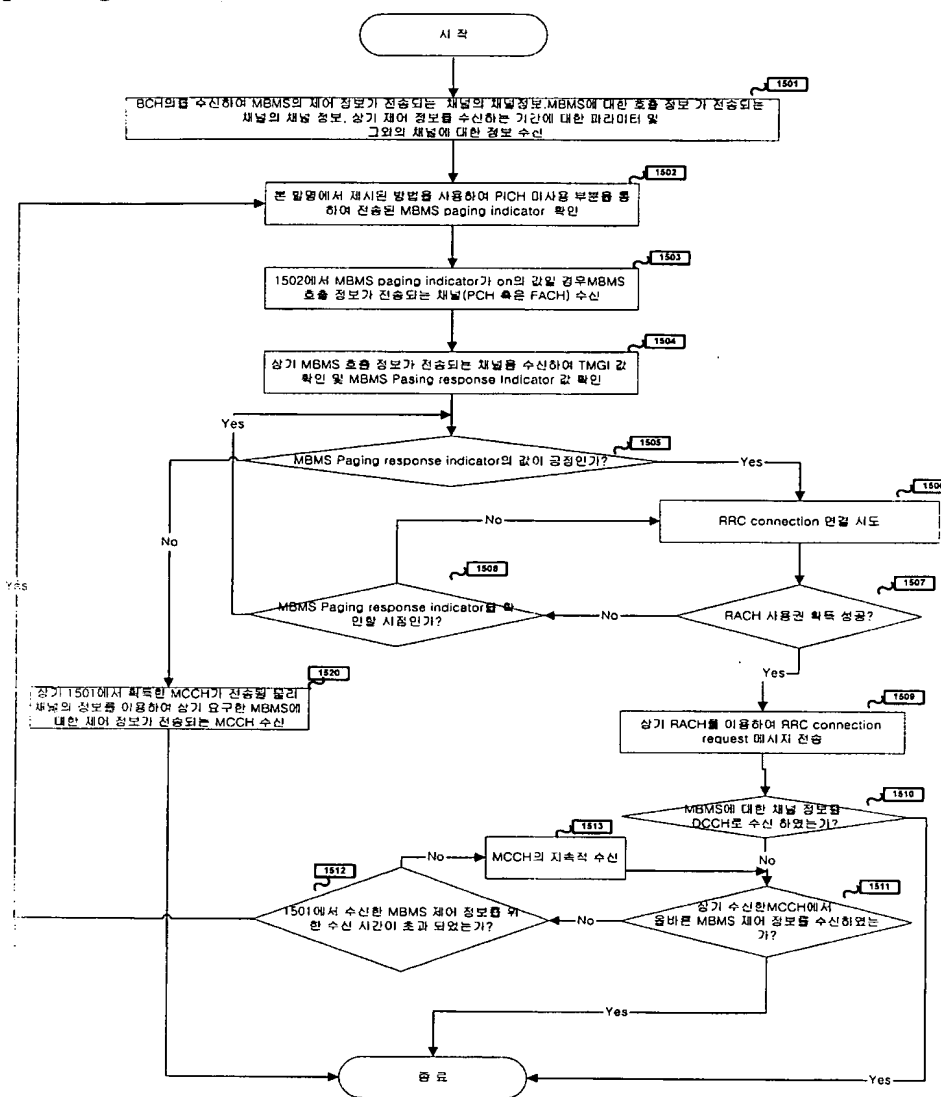 시 작
1501
BCH의를 수신하여 MBMS의 제어 정보가 전송되는 채널의 채널정보,MBMS에 대한 호출 정보가 전송되는
채널의 채널 정보, 상기 제어 정보를 수신하는 기간에 대한 파라미터 및
그외의 채널에 대한 정보 수신
1502
본 발명에서 제시된 방법을 사용하여 PICH 미사용 부분을 통
하여 전송된 MBMS paging indicator 확인
1503
1502에서 MBMS paging indicator가 on의 값일 경우MBMS
호출 정보가 전송되는 채널(PCH 혹은 FACH) 수신
1504
상기 MBMS 호출 정보가 전송되는 채널을 수신하여 TMGI 값
확인 및 MBMS Pasing response Indicator 값 확인
Yes
1505
MBMS Paging response indicator의 값이 긍정인가?
Yes
RRC connection 연결 시도
No
No
1508
MBMS Paging response indicator를 확
인할 시점인가?
No
1507
RACH 사용권 획득 성공?
Yes
Yes
1520
상기 1501에서 획득한 MCCH가 전송될 물리
채널의 정보를 이용하여 상기 요구한 MBMS에
대한 제어 정보가 전송되는 MCCH 수신
1509
상기 RACH를 이용하여 RRC connection
request 메시지 전송
1510
MBMS에 대한 채널 정보를
DCCH로 수신 하였는가?
No
1513
MCCH의 지속적 수신
No
1512
1501에서 수신한 MBMS 제어 정보를 위
한 수신 시간이 초과 되었는가?
No
1511
상기 수신한MCCH에서
올바른 MBMS 제어 정보를 수신하였는
가?
Yes
종 료
Yes